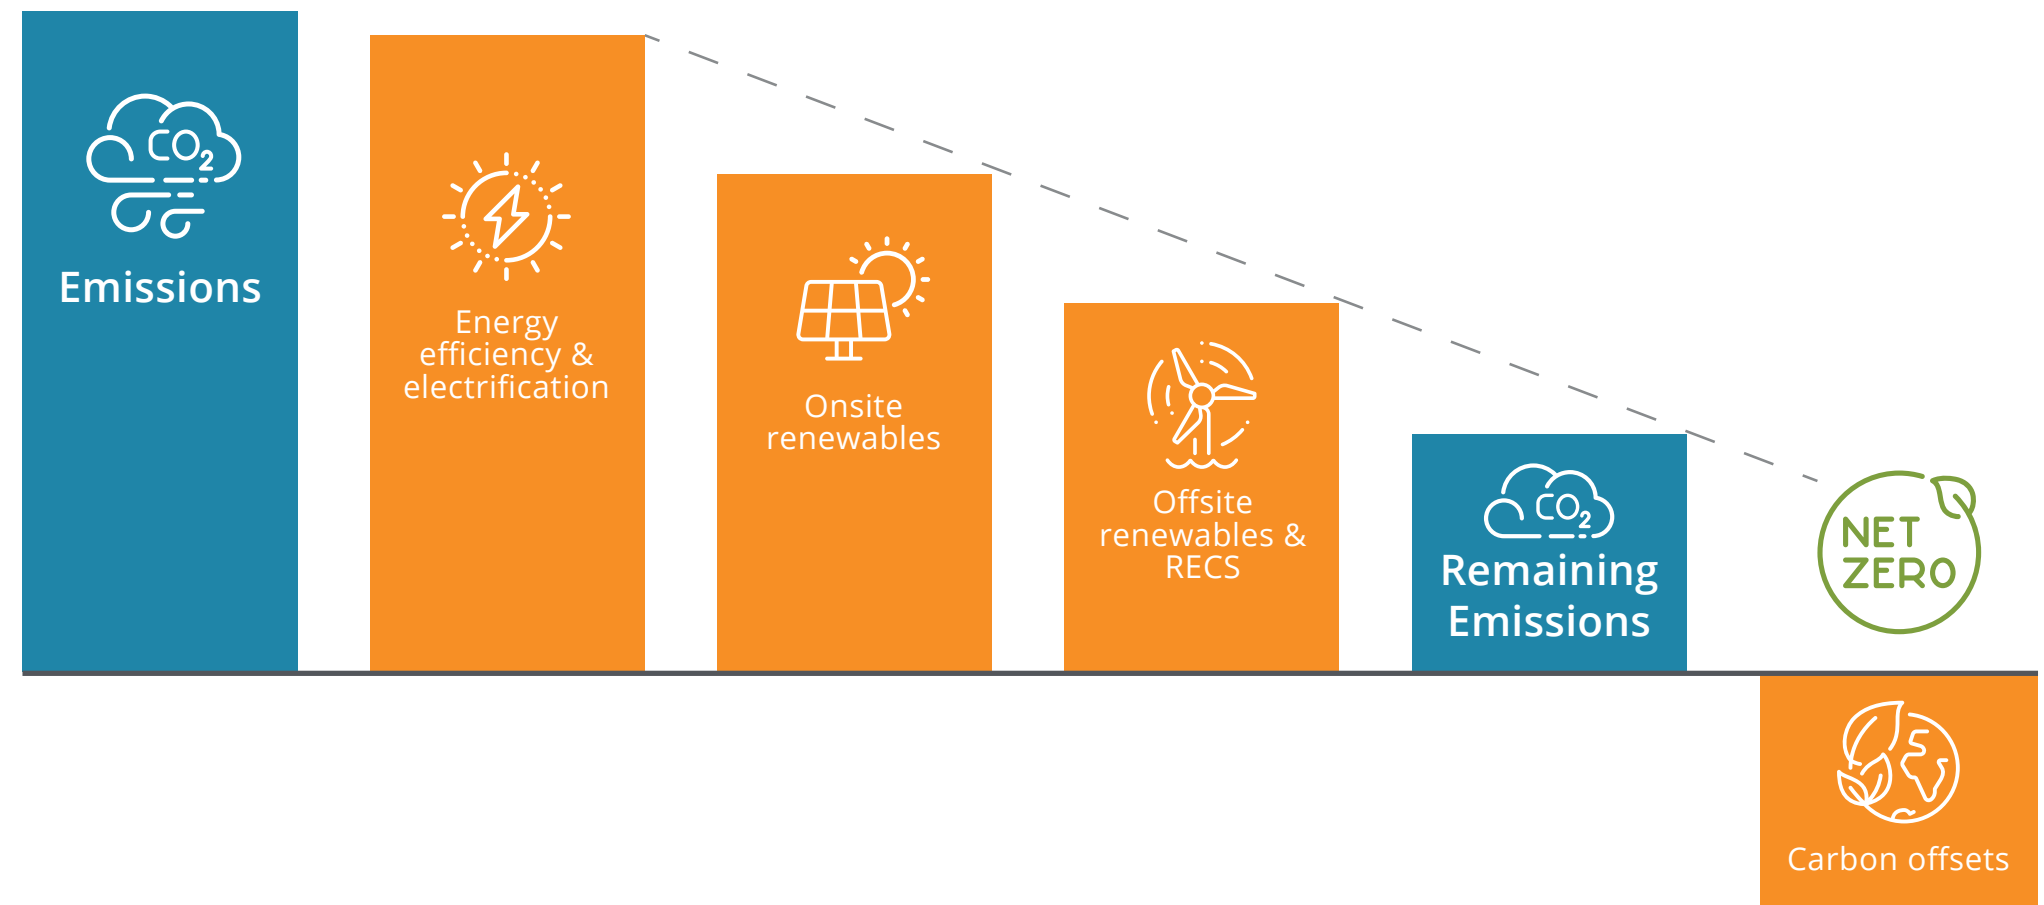 CO2
Emissions
Energy
efficiency &
electrification
Onsite
renewables
Offsite
renewables &
RECS
CO2
Remaining
Emissions
NET
ZERO
Carbon offsets